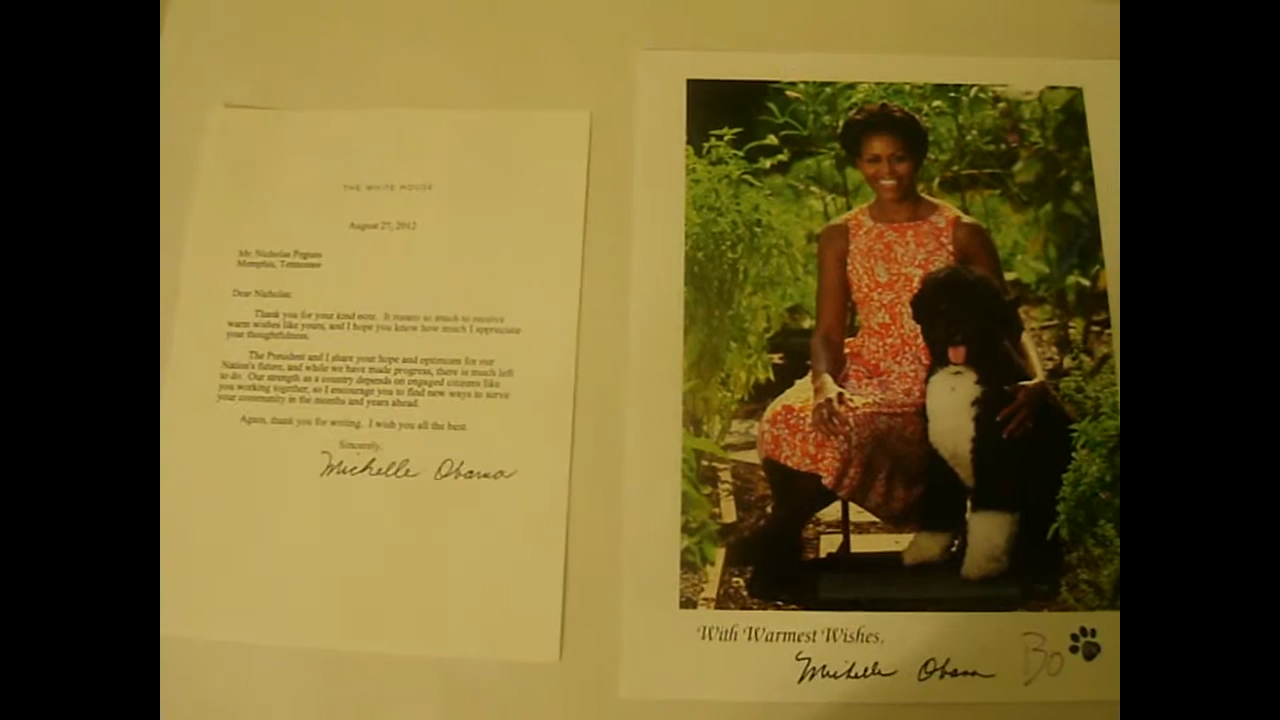 THE WHITE HOUSE
August 27, 2012
Mr. Nicholas
Memphis, Tennessee
Dear Nicholas:
Thank you for your kind note. It means so much to receive
warm wishes like yours, and I hope you know how much I appreciate
your thoughtfulness.
The President and I share your hope and optimism for our
Nation's future, and while we have made progress, there is much left
to do. Our strength as a country depends on engaged citizens like
you working together, so I encourage you to find new ways to serve
your community in the months and years ahead.
Again, thank you for writing. I wish you all the best.
Sincerely,
Michelle Obama
With Warmest Wishes,
Michelle Obama
Bo